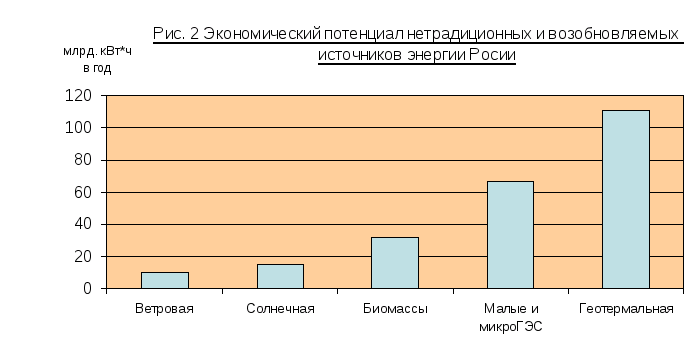 Рис. 2 Экономический потенциал нетрадиционных и возобновляемых
источников энергии Росии
млрд. кВт*ч
в год
120
100
80
60
40
20
0
Ветровая
Солнечная
Биомассы
Малые и
микроГЭС
Геотермальная